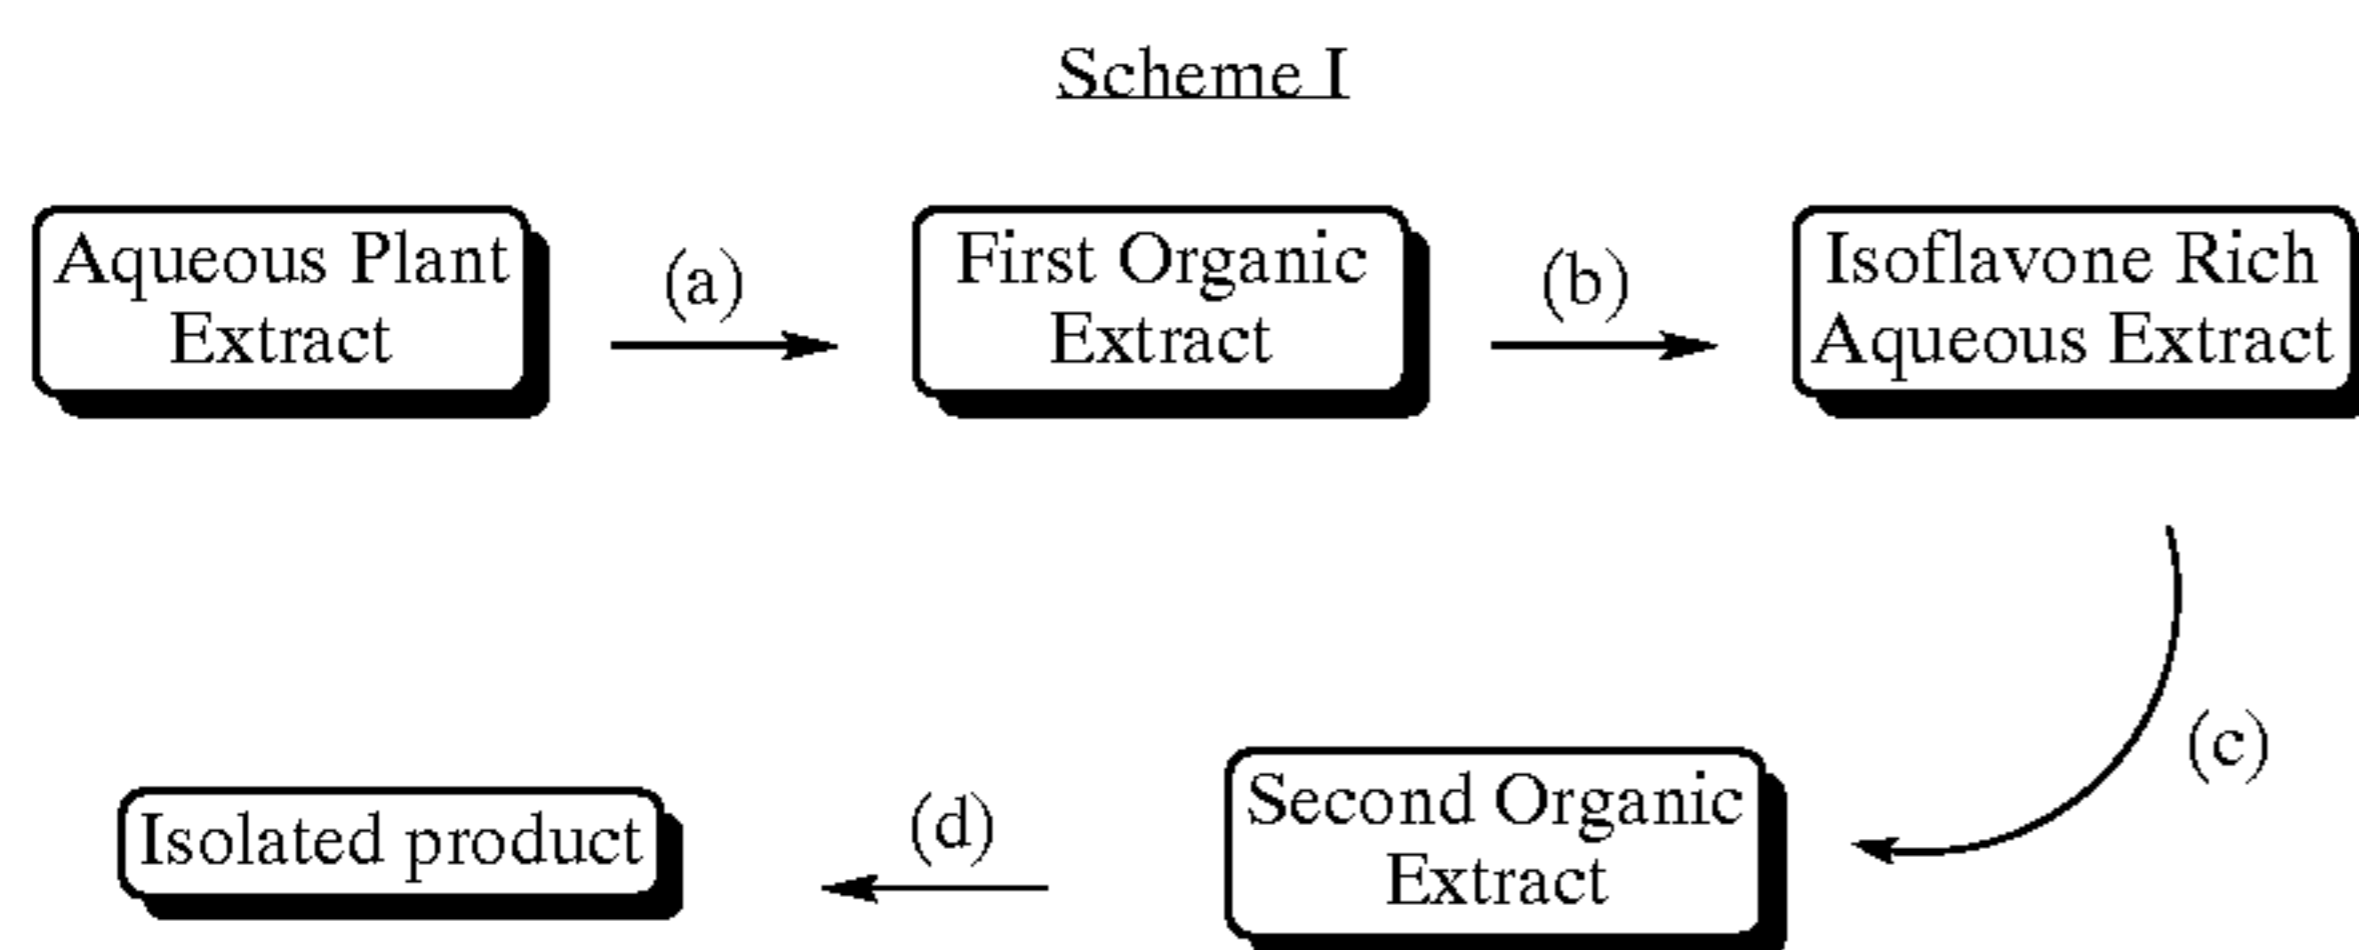 Scheme I
Aqueous Plant
Extract
(a)
First Organic
Extract
(b)
Isoflavone Rich
Aqueous Extract
(c)
Second Organic
Extract
(d)
Isolated product